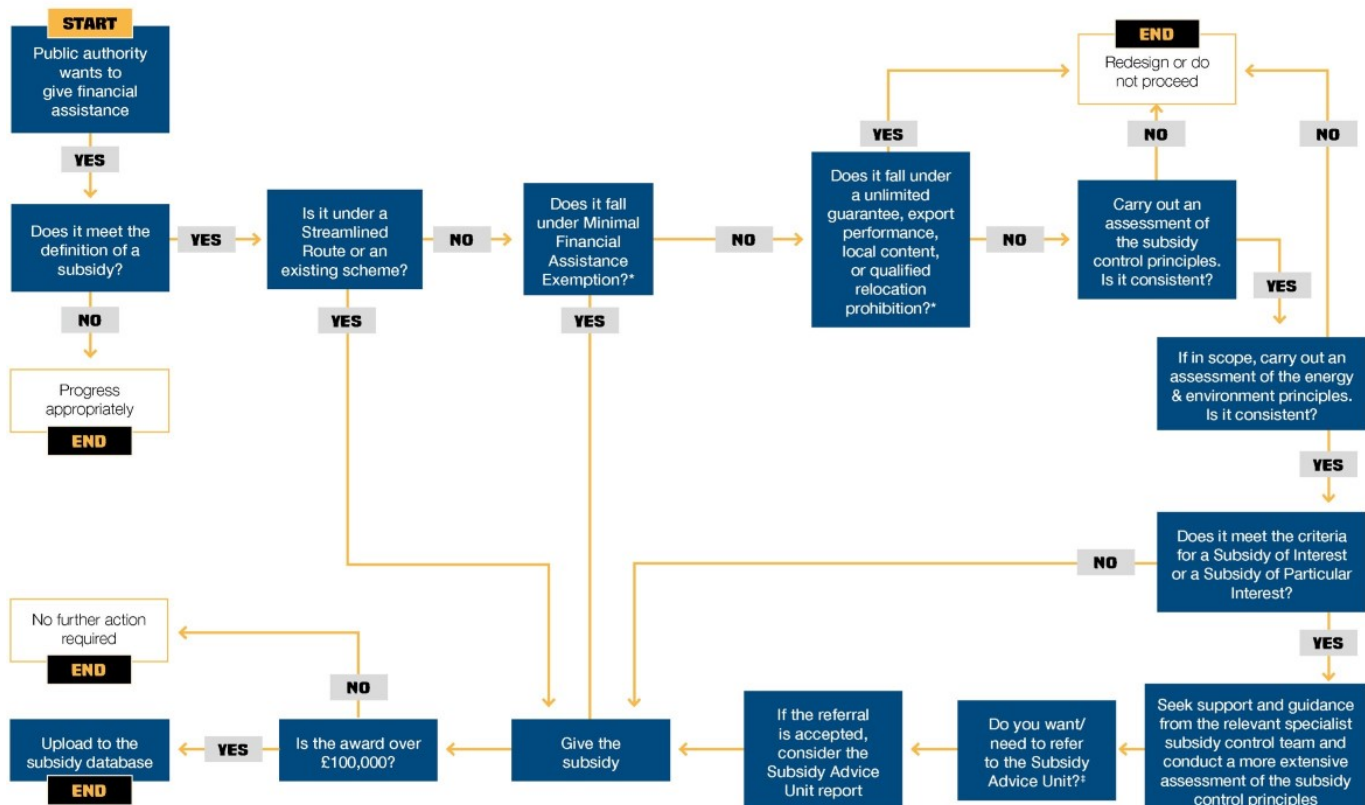 START
Public authority
wants to
give financial
assistance
YES
Does it meet the
definition of a
subsidy?
NO
Progress
appropriately
END
YES
Is it under a
Streamlined
Route or an
existing scheme?
YES
NO
Does it fall
under Minimal
Financial
Assistance
Exemption?*
YES
NO
Does it fall under
a unlimited
guarantee, export
performance,
local content,
or qualified
relocation
prohibition?*
YES
END
Redesign or do
not proceed
NO
Carry out an
assessment of
the subsidy
control principles.
Is it consistent?
NO
YES
If in scope, carry out an
assessment of the energy
& environment principles.
Is it consistent?
NO
YES
Does it meet the criteria
for a Subsidy of Interest
or a Subsidy of Particular
Interest?
NO
YES
Seek support and guidance
from the relevant specialist
subsidy control team and
conduct a more extensive
assessment of the subsidy
control principles
Do you want/
need to refer
to the Subsidy
Advice Unit?‡
If the referral
is accepted,
consider the
Subsidy Advice
Unit report
Give the
subsidy
Is the award over
£100,000?
NO
No further action
required
END
YES
Upload to the
subsidy database
END